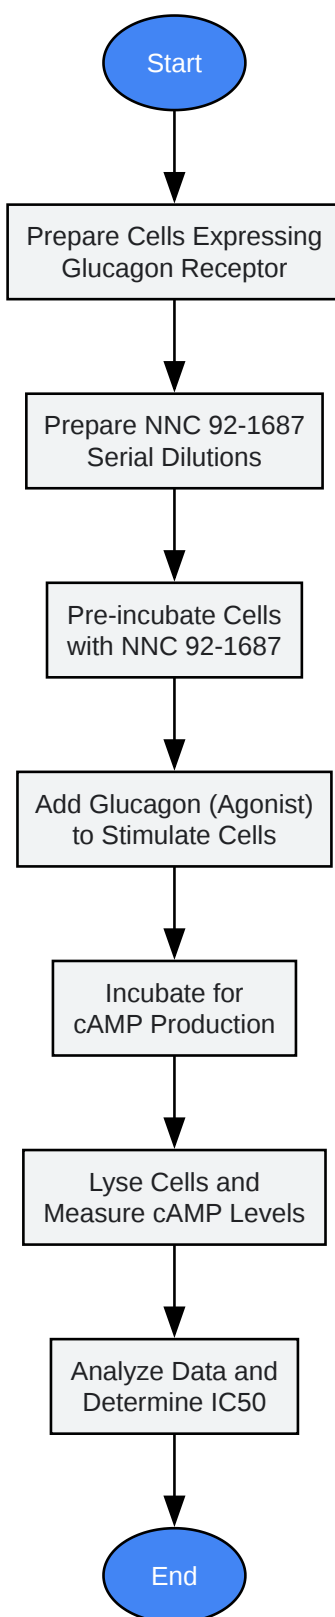 Start
Prepare Cells Expressing
Glucagon Receptor
Prepare NNC 92-1687
Serial Dilutions
Pre-incubate Cells
with NNC 92-1687
Add Glucagon (Agonist)
to Stimulate Cells
Incubate for
cAMP Production
Lyse Cells and
Measure cAMP Levels
Analyze Data and
Determine IC50
End